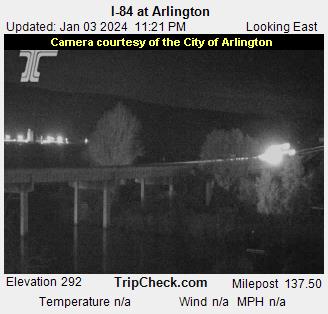 I-84 at Arlington
Updated: Jan 03 2024 11:21 PM Looking East
Camera courtesy of the City of Arlington
Elevation 292 TripCheck.com Milepost 137.50
Temperature n/a Wind n/a MPH n/a